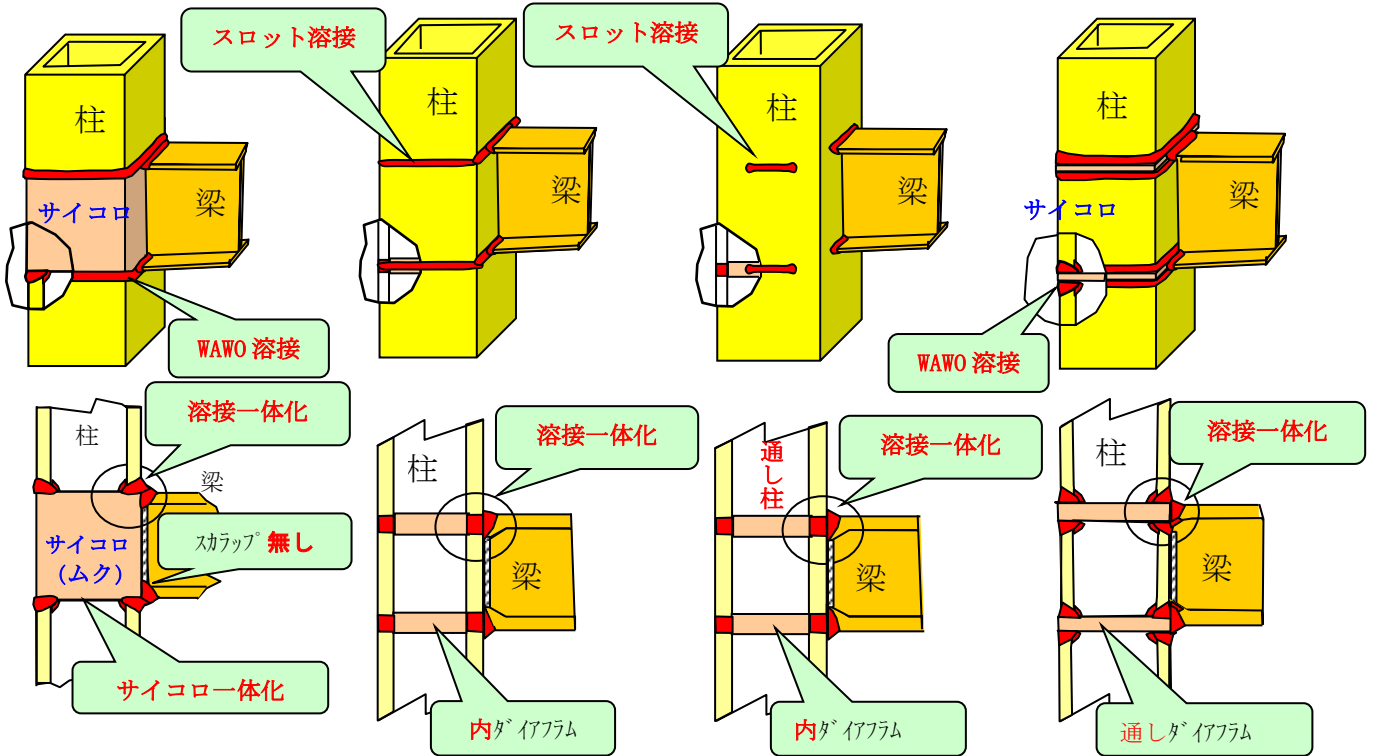 スロット溶接
スロット溶接
柱
柱
柱
柱
サイコロ
梁
梁
梁
サイコロ
WAWO 溶接
WAWO 溶接
溶接一体化
柱
梁
スカラップ 無し
サイコロ
(ムク)
サイコロ一体化
溶接一体化
柱
梁
内ダイアフラム
溶接一体化
通し柱
梁
内ダイアフラム
溶接一体化
柱
梁
通しダイアフラム